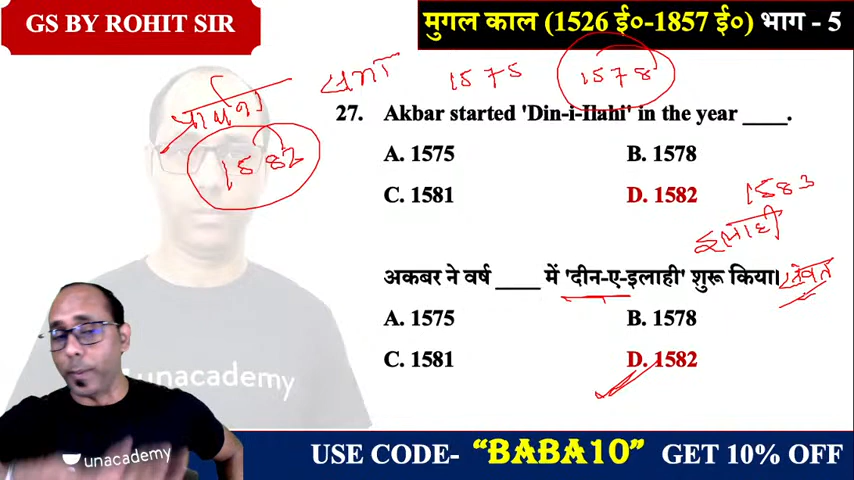 GS BY ROHIT SIR
मुगल काल (1526 ई०-1857 ई०) भाग - 5
1575
1578
1582
27. Akbar started 'Din-i-Ilahi' in the year ____.
A. 1575
B. 1578
C. 1581
D. 1582
1583
इलाही
संवत
अकबर ने वर्ष ____ में 'दीन-ए-इलाही' शुरू किया।
A. 1575
B. 1578
C. 1581
D. 1582
unacademy
unacademy
USE CODE- “BABA10” GET 10% OFF